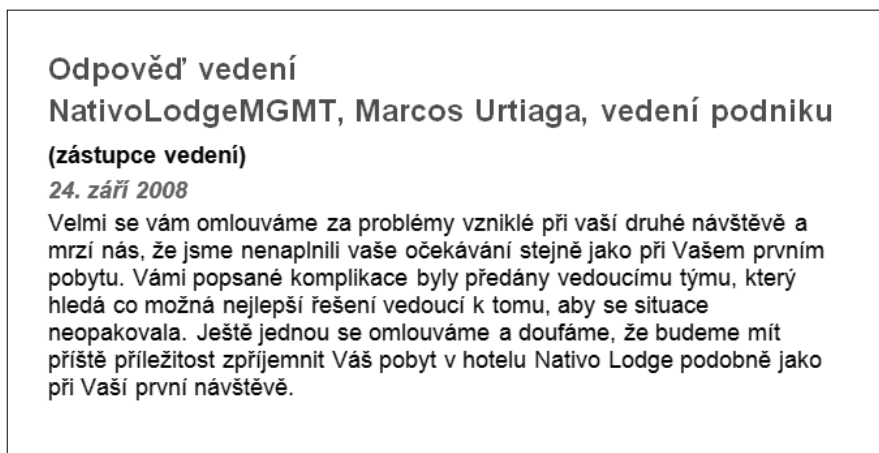 Odpověď vedení
NativoLodgeMGMT, Marcos Urtiaga, vedení podniku
(zástupce vedení)
24. září 2008
Velmi se vám omlouváme za problémy vzniklé při vaší druhé návštěvě a
mrzí nás, že jsme nenaplnili vaše očekávání stejně jako při Vašem prvním
pobytu. Vámi popsané komplikace byly předány vedoucímu týmu, který
hledá co možná nejlepší řešení vedoucí k tomu, aby se situace
neopakovala. Ještě jednou se omlouváme a doufáme, že budeme mít
příště příležitost zpříjemnit Váš pobyt v hotelu Nativo Lodge podobně jako
při Vaší první návštěvě.